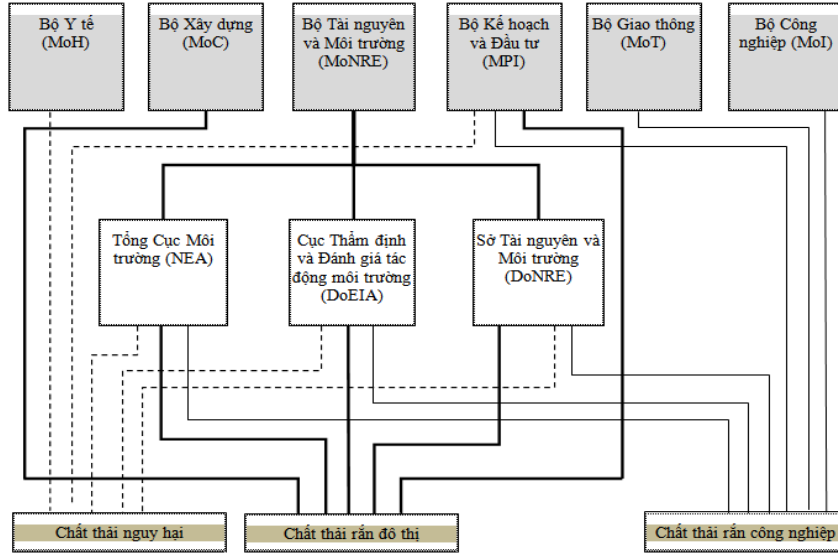 Bộ Y tế
(MoH)
Bộ Xây dựng
(MoC)
Bộ Tài nguyên
và Môi trường
(MoNRE)
Bộ Kế hoạch
và Đầu tư
(MPI)
Bộ Giao thông
(MoT)
Bộ Công
nghiệp (MoI)
Tổng Cục Môi
trường (NEA)
Cục Thẩm định
và Đánh giá tác
động môi trường
(DoEIA)
Sở Tài nguyên và
Môi trường
(DoNRE)
Chất thải nguy hại
Chất thải rắn đô thị
Chất thải rắn công nghiệp